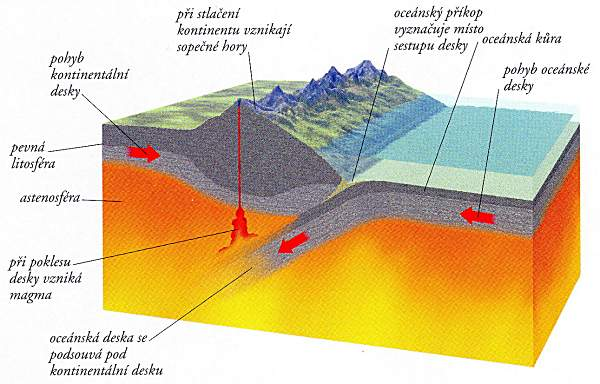 při stlačení
kontinentu vznikají
sopečné hory
oceánský příkop
vyznačuje místo
sestupu desky
oceánská kůra
pohyb
kontinentální
desky
pohyb oceánské
desky
pevná
litosféra
astenosféra
při poklesu
desky vzniká
magma
oceánská deska se
podsouvá pod
kontinentální desku